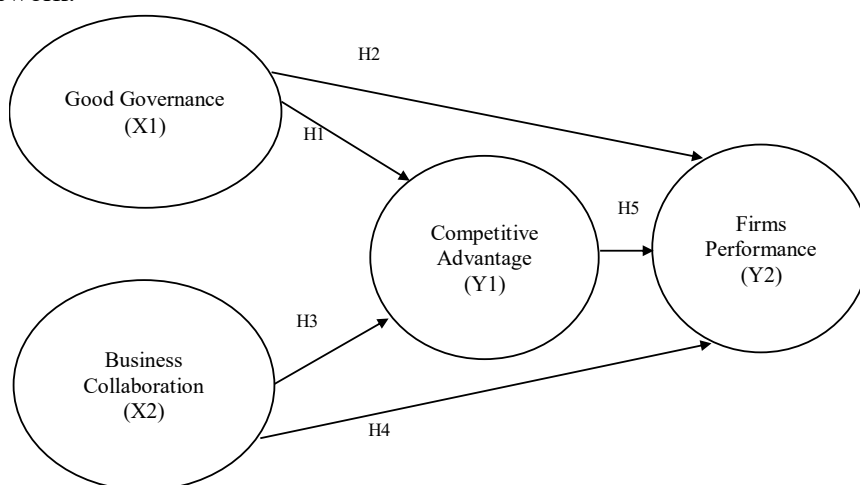 H2
Good Governance
(X1)
H1
H5
Firms
Performance
(Y2)
Competitive
Advantage
(Y1)
H3
Business
Collaboration
(X2)
H4